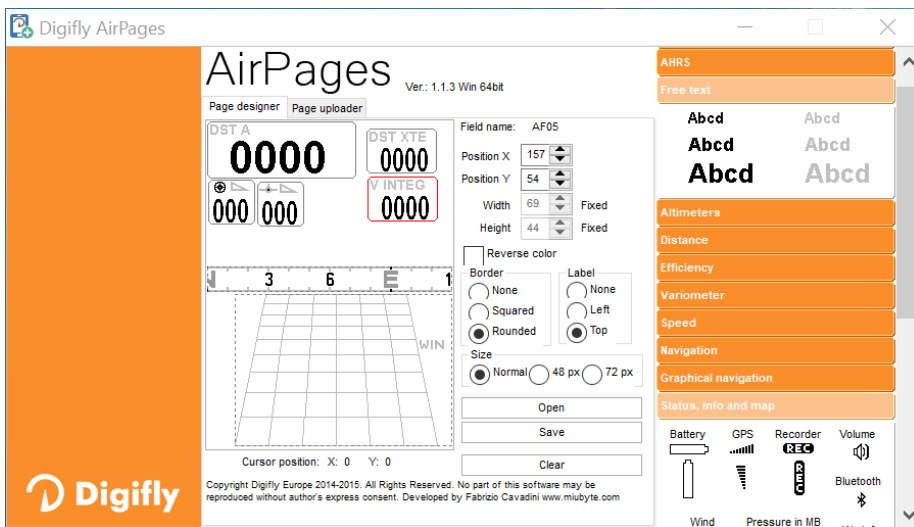 Digifly AirPages
AirPages Ver.: 1.1.3 Win 64bit
Page designer Page uploader
DST A
0000
DST XTE
0000
V INTEG
0000
000
000
3 6 E 1
WIN
Cursor position: X: 0 Y: 0
Field name: AF05
Position X 157
Position Y 54
Width 69 Fixed
Height 44 Fixed
Reverse color
Border
None
Squared
Rounded
Label
None
Left
Top
Size
Normal 48 px 72 px
Open
Save
Clear
Copyright Digifly Europe 2014-2015. All Rights Reserved. No part of this software may be
reproduced without author's express consent. Developed by Fabrizio Cavadini www.miubyte.com
Digifly
AHRS
Free text
Abcd Abcd
Abcd Abcd
Abcd Abcd
Altimeters
Distance
Efficiency
Variometer
Speed
Navigation
Graphical navigation
Status, info and map
Battery GPS Recorder Volume
REC
REC
Bluetooth
Wind Pressure in MB